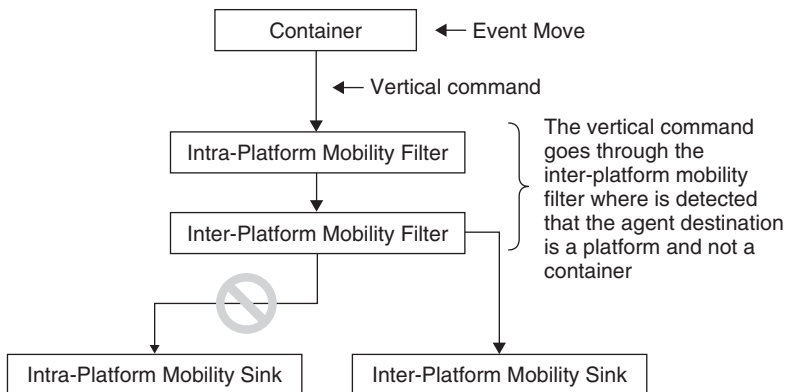 Container
Event Move
Vertical command
Intra-Platform Mobility Filter
Inter-Platform Mobility Filter
The vertical command
goes through the
inter-platform mobility
filter where is detected
that the agent destination
is a platform and not a
container
Intra-Platform Mobility Sink
Inter-Platform Mobility Sink